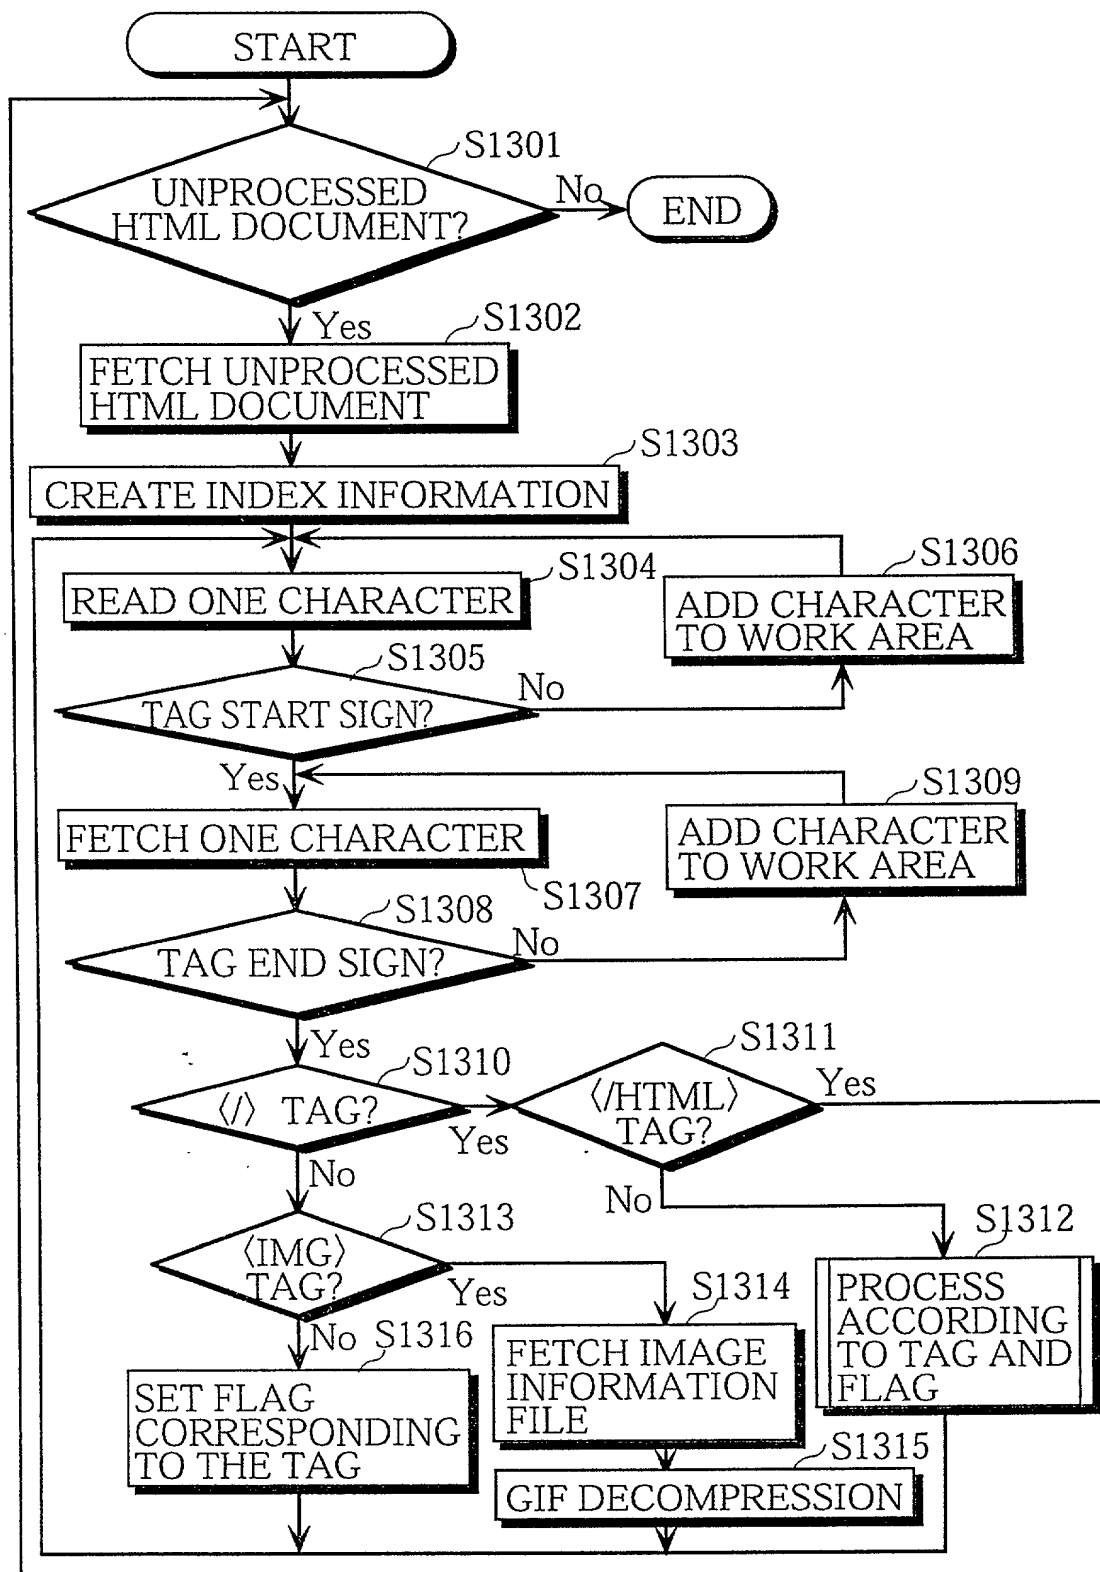 START
S1301
UNPROCESSED
HTML DOCUMENT?
No
END
Yes
S1302
FETCH UNPROCESSED
HTML DOCUMENT
S1303
CREATE INDEX INFORMATION
S1304
READ ONE CHARACTER
S1306
ADD CHARACTER
TO WORK AREA
S1305
TAG START SIGN?
No
Yes
S1309
ADD CHARACTER
TO WORK AREA
FETCH ONE CHARACTER
S1307
S1308
TAG END SIGN?
No
Yes
S1310
〈/〉 TAG?
Yes
No
S1311
〈/HTML〉
TAG?
Yes
No
S1312
PROCESS
ACCORDING
TO TAG AND
FLAG
S1313
〈IMG〉
TAG?
Yes
No
S1314
FETCH IMAGE
INFORMATION
FILE
S1316
SET FLAG
CORRESPONDING
TO THE TAG
S1315
GIF DECOMPRESSION